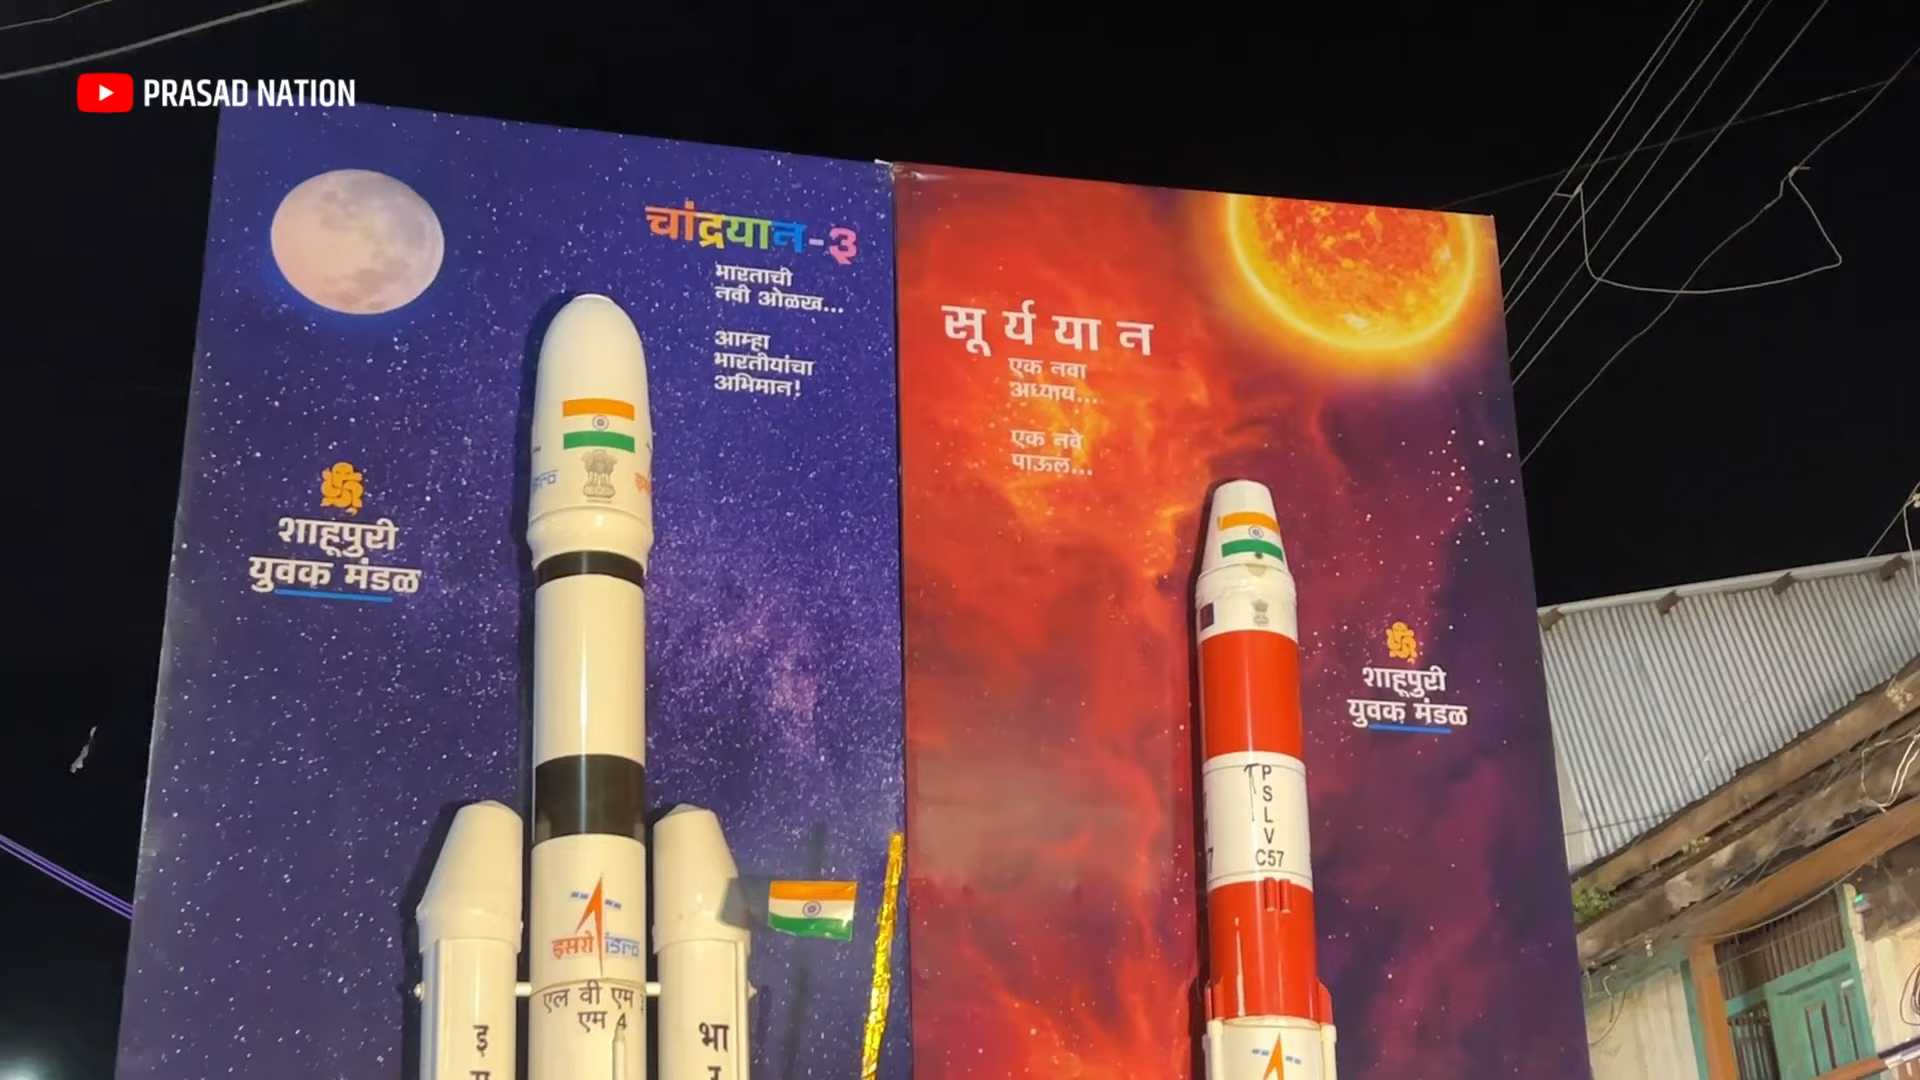 PRASAD NATION
चांद्रयान-३
भारताची
नवी ओळख...
आम्हा
भारतीयांचा
अभिमान!
शाहूपुरी
युवक मंडळ
इसरो isro
एल वी एम
एम 4
इ
भा
सूर्ययान
एक नवा
अध्याय...
एक नवे
पाऊल...
शाहूपुरी
युवक मंडळ
P
S
L
V
C57